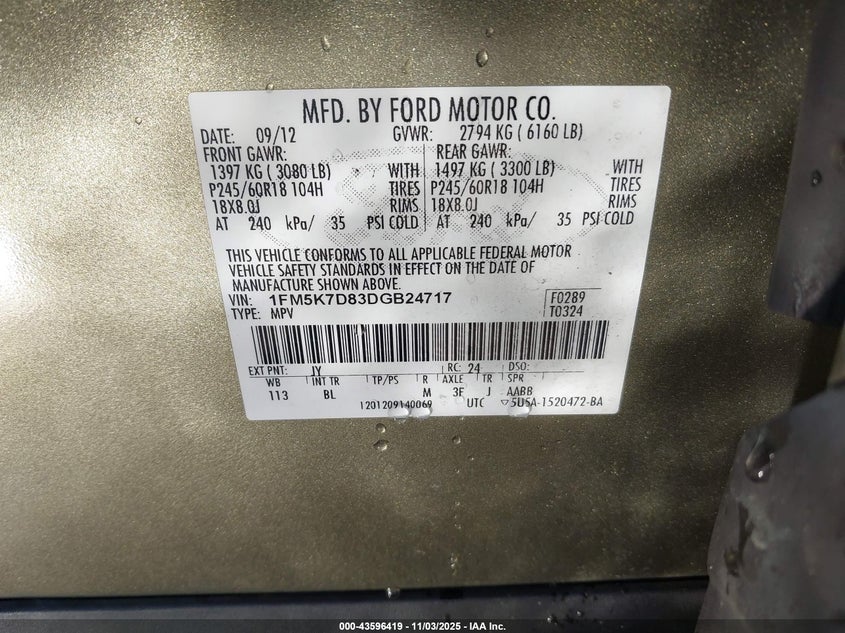 MFD. BY FORD MOTOR CO.
DATE: 09/12 GVWR: 2794 KG ( 6160 LB)
FRONT GAWR: REAR GAWR:
1397 KG ( 3080 LB) WITH 1497 KG ( 3300 LB) WITH
P245/60R18 104H TIRES P245/60R18 104H TIRES
18X8.0J RIMS 18X8.0J RIMS
AT 240 kPa/ 35 PSI COLD AT 240 kPa/ 35 PSI COLD
THIS VEHICLE CONFORMS TO ALL APPLICABLE FEDERAL MOTOR
VEHICLE SAFETY STANDARDS IN EFFECT ON THE DATE OF
MANUFACTURE SHOWN ABOVE.
VIN: 1FM5K7D83DGB24717 F0289
TYPE: MPV T0324
EXT PNT: JY RC: 24 DSO:
WB INT TR TP/PS R AXLE TR SPR
113 BL M 3F J AABB
1201209140069 UTC ▽5U5A-1520472-BA
000-43596419 - 11/03/2025 - IAA Inc.